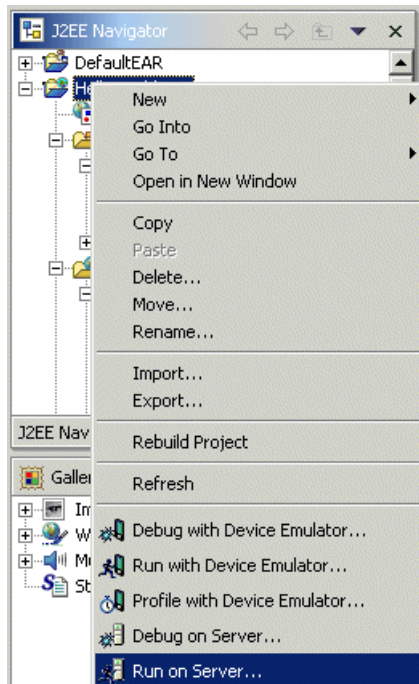 J2EE Navigator
DefaultEAR
New
Go Into
Go To
Open in New Window
Copy
Paste
Delete...
Move...
Rename...
Import...
Export...
J2EE Nav
Rebuild Project
Galle
Refresh
Debug with Device Emulator...
Run with Device Emulator...
Profile with Device Emulator...
St
Debug on Server...
Run on Server...